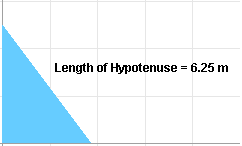 Length of Hypotenuse = 6.25 m